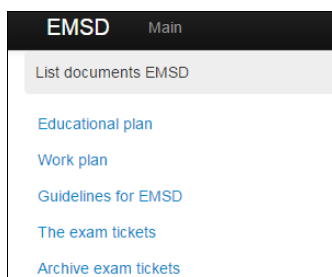 EMSD Main
List documents EMSD
Educational plan
Work plan
Guidelines for EMSD
The exam tickets
Archive exam tickets